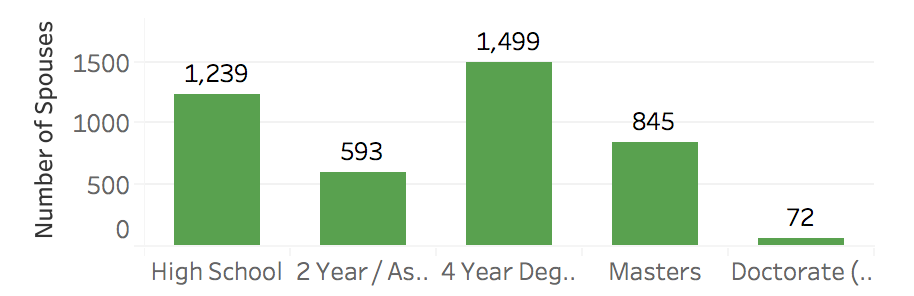 Number of Spouses
1500
1000
500
0
1,239
593
1,499
845
72
High School
2 Year / As..
4 Year Deg..
Masters
Doctorate (..